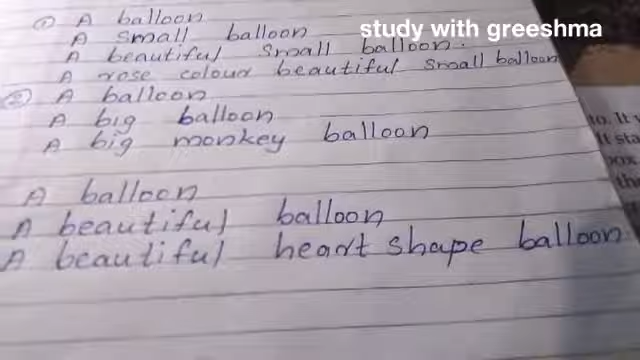 study with greeshma
① A balloon
A small balloon
A beautiful small balloon.
A rose colour beautiful small balloon
② A balloon
A big balloon
A big monkey balloon
A balloon
A beautiful balloon
A beautiful heart shape balloon